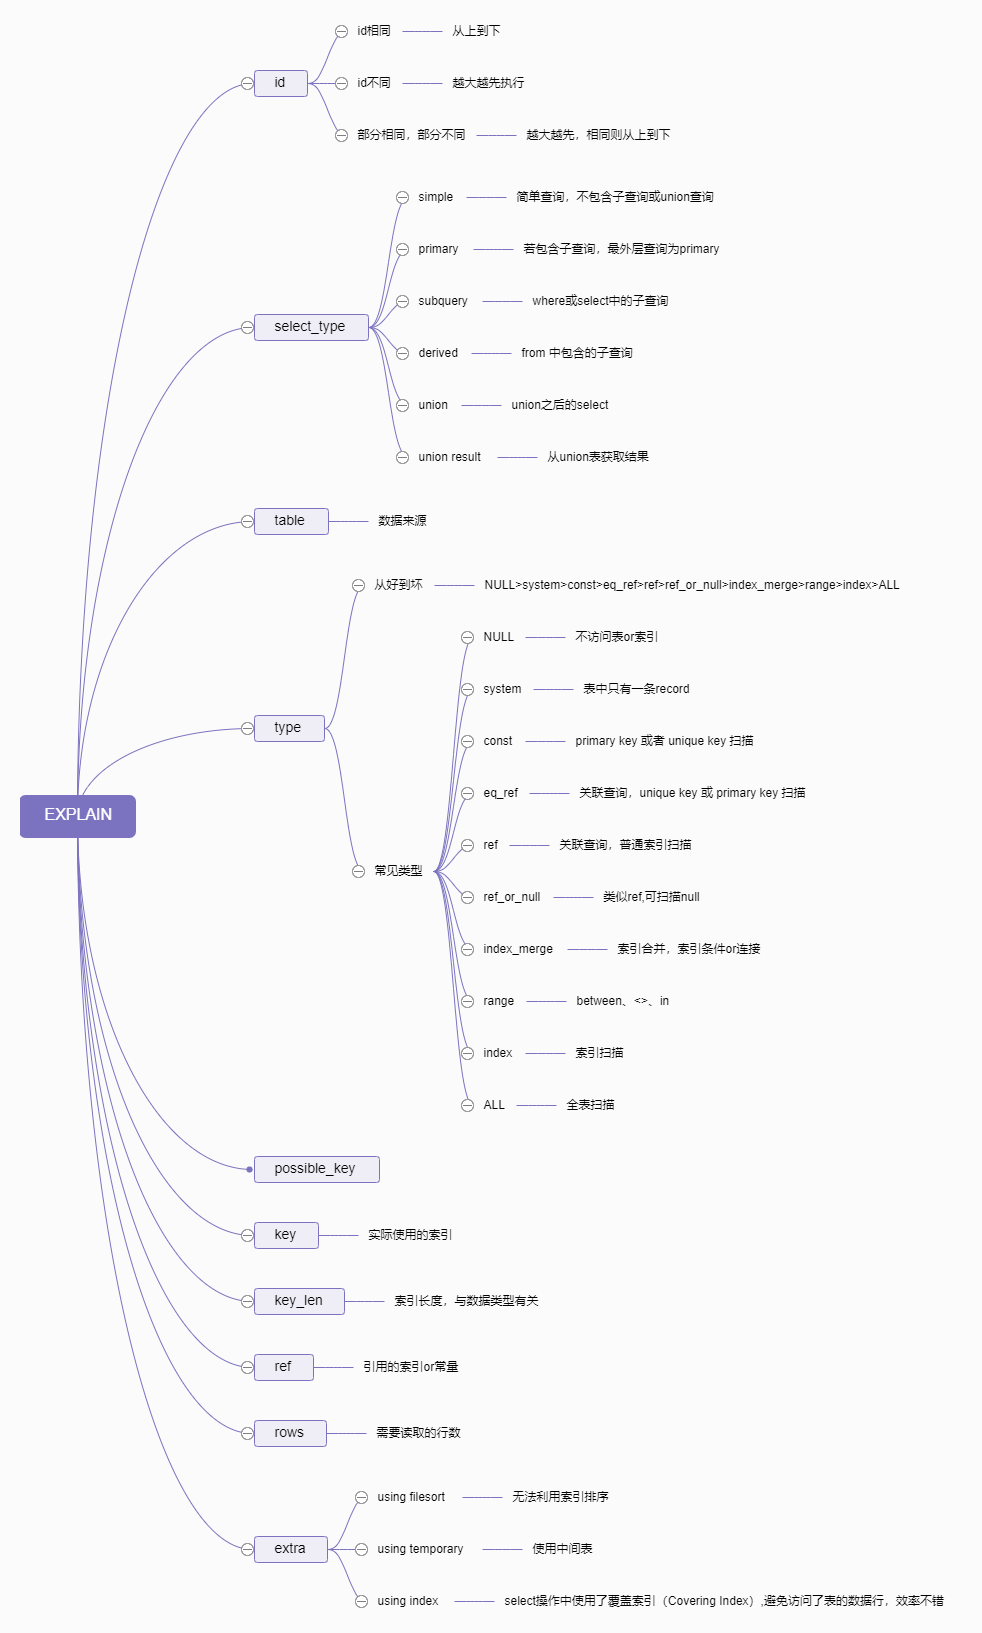 EXPLAIN
id
id相同
从上到下
id不同
越大越先执行
部分相同，部分不同
越大越先，相同则从上到下
select_type
simple
简单查询，不包含子查询或union查询
primary
若包含子查询，最外层查询为primary
subquery
where或select中的子查询
derived
from 中包含的子查询
union
union之后的select
union result
从union表获取结果
table
数据来源
type
从好到坏
NULL>system>const>eq_ref>ref>ref_or_null>index_merge>range>index>ALL
常见类型
NULL
不访问表or索引
system
表中只有一条record
const
primary key 或者 unique key 扫描
eq_ref
关联查询，unique key 或 primary key 扫描
ref
关联查询，普通索引扫描
ref_or_null
类似ref,可扫描null
index_merge
索引合并，索引条件or连接
range
between、<>、in
index
索引扫描
ALL
全表扫描
possible_key
key
实际使用的索引
key_len
索引长度，与数据类型有关
ref
引用的索引or常量
rows
需要读取的行数
extra
using filesort
无法利用索引排序
using temporary
使用中间表
using index
select操作中使用了覆盖索引（Covering Index）,避免访问了表的数据行，效率不错